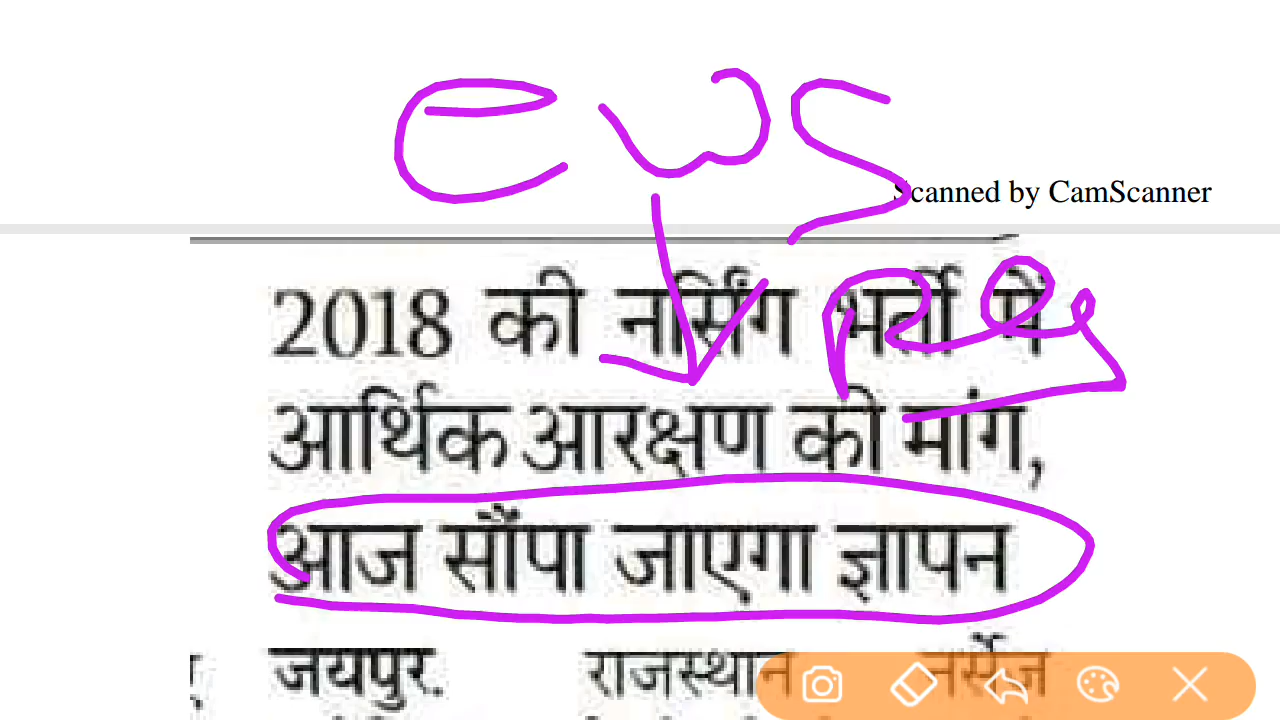 ews
Scanned by CamScanner
2018 की नर्सिंग भर्ती में
आर्थिक आरक्षण की मांग,
आज सौंपा जाएगा ज्ञापन
जयपुर. राजस्थान नर्सेज